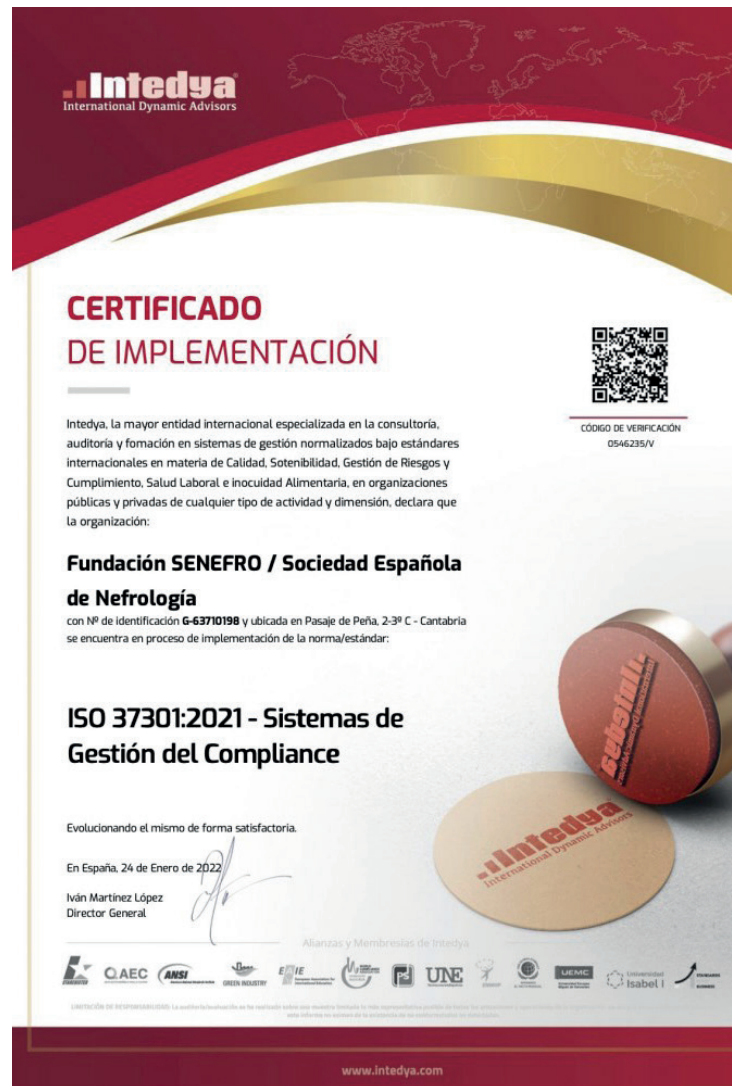 Intedya
International Dynamic Advisors
CERTIFICADO
DE IMPLEMENTACIÓN
Intedya, la mayor entidad internacional especializada en la consultoría,
auditoria y fomación en sistemas de gestión normalizados bajo estándares
internacionales en materia de Calidad, Sotenibilidad, Gestión de Riesgos y
Cumplimiento, Salud Laboral e inocuidad Alimentaria, en organizaciones
públicas y privadas de cualquier tipo de actividad y dimensión, declara que
la organización:
CÓDIGO DE VERIFICACIÓN
0546235/V
Fundación SENEFRO / Sociedad Española
de Nefrología
con Nº de identificación G-63710198 y ubicada en Pasaje de Peña, 2-3º C - Cantabria
se encuentra en proceso de implementación de la norma/estándar:
ISO 37301:2021 - Sistemas de
Gestión del Compliance
Evolucionando el mismo de forma satisfactoria.
En España, 24 de Enero de 2022
Iván Martínez López
Director General
Intedya
International Dynamic Advisors
Alianzas y Membresias de Intedya
AEC
ANSI
GREEN INDUSTRY
EAIE
UNE
UEMC
Universidad
Isabel I
www.intedya.com